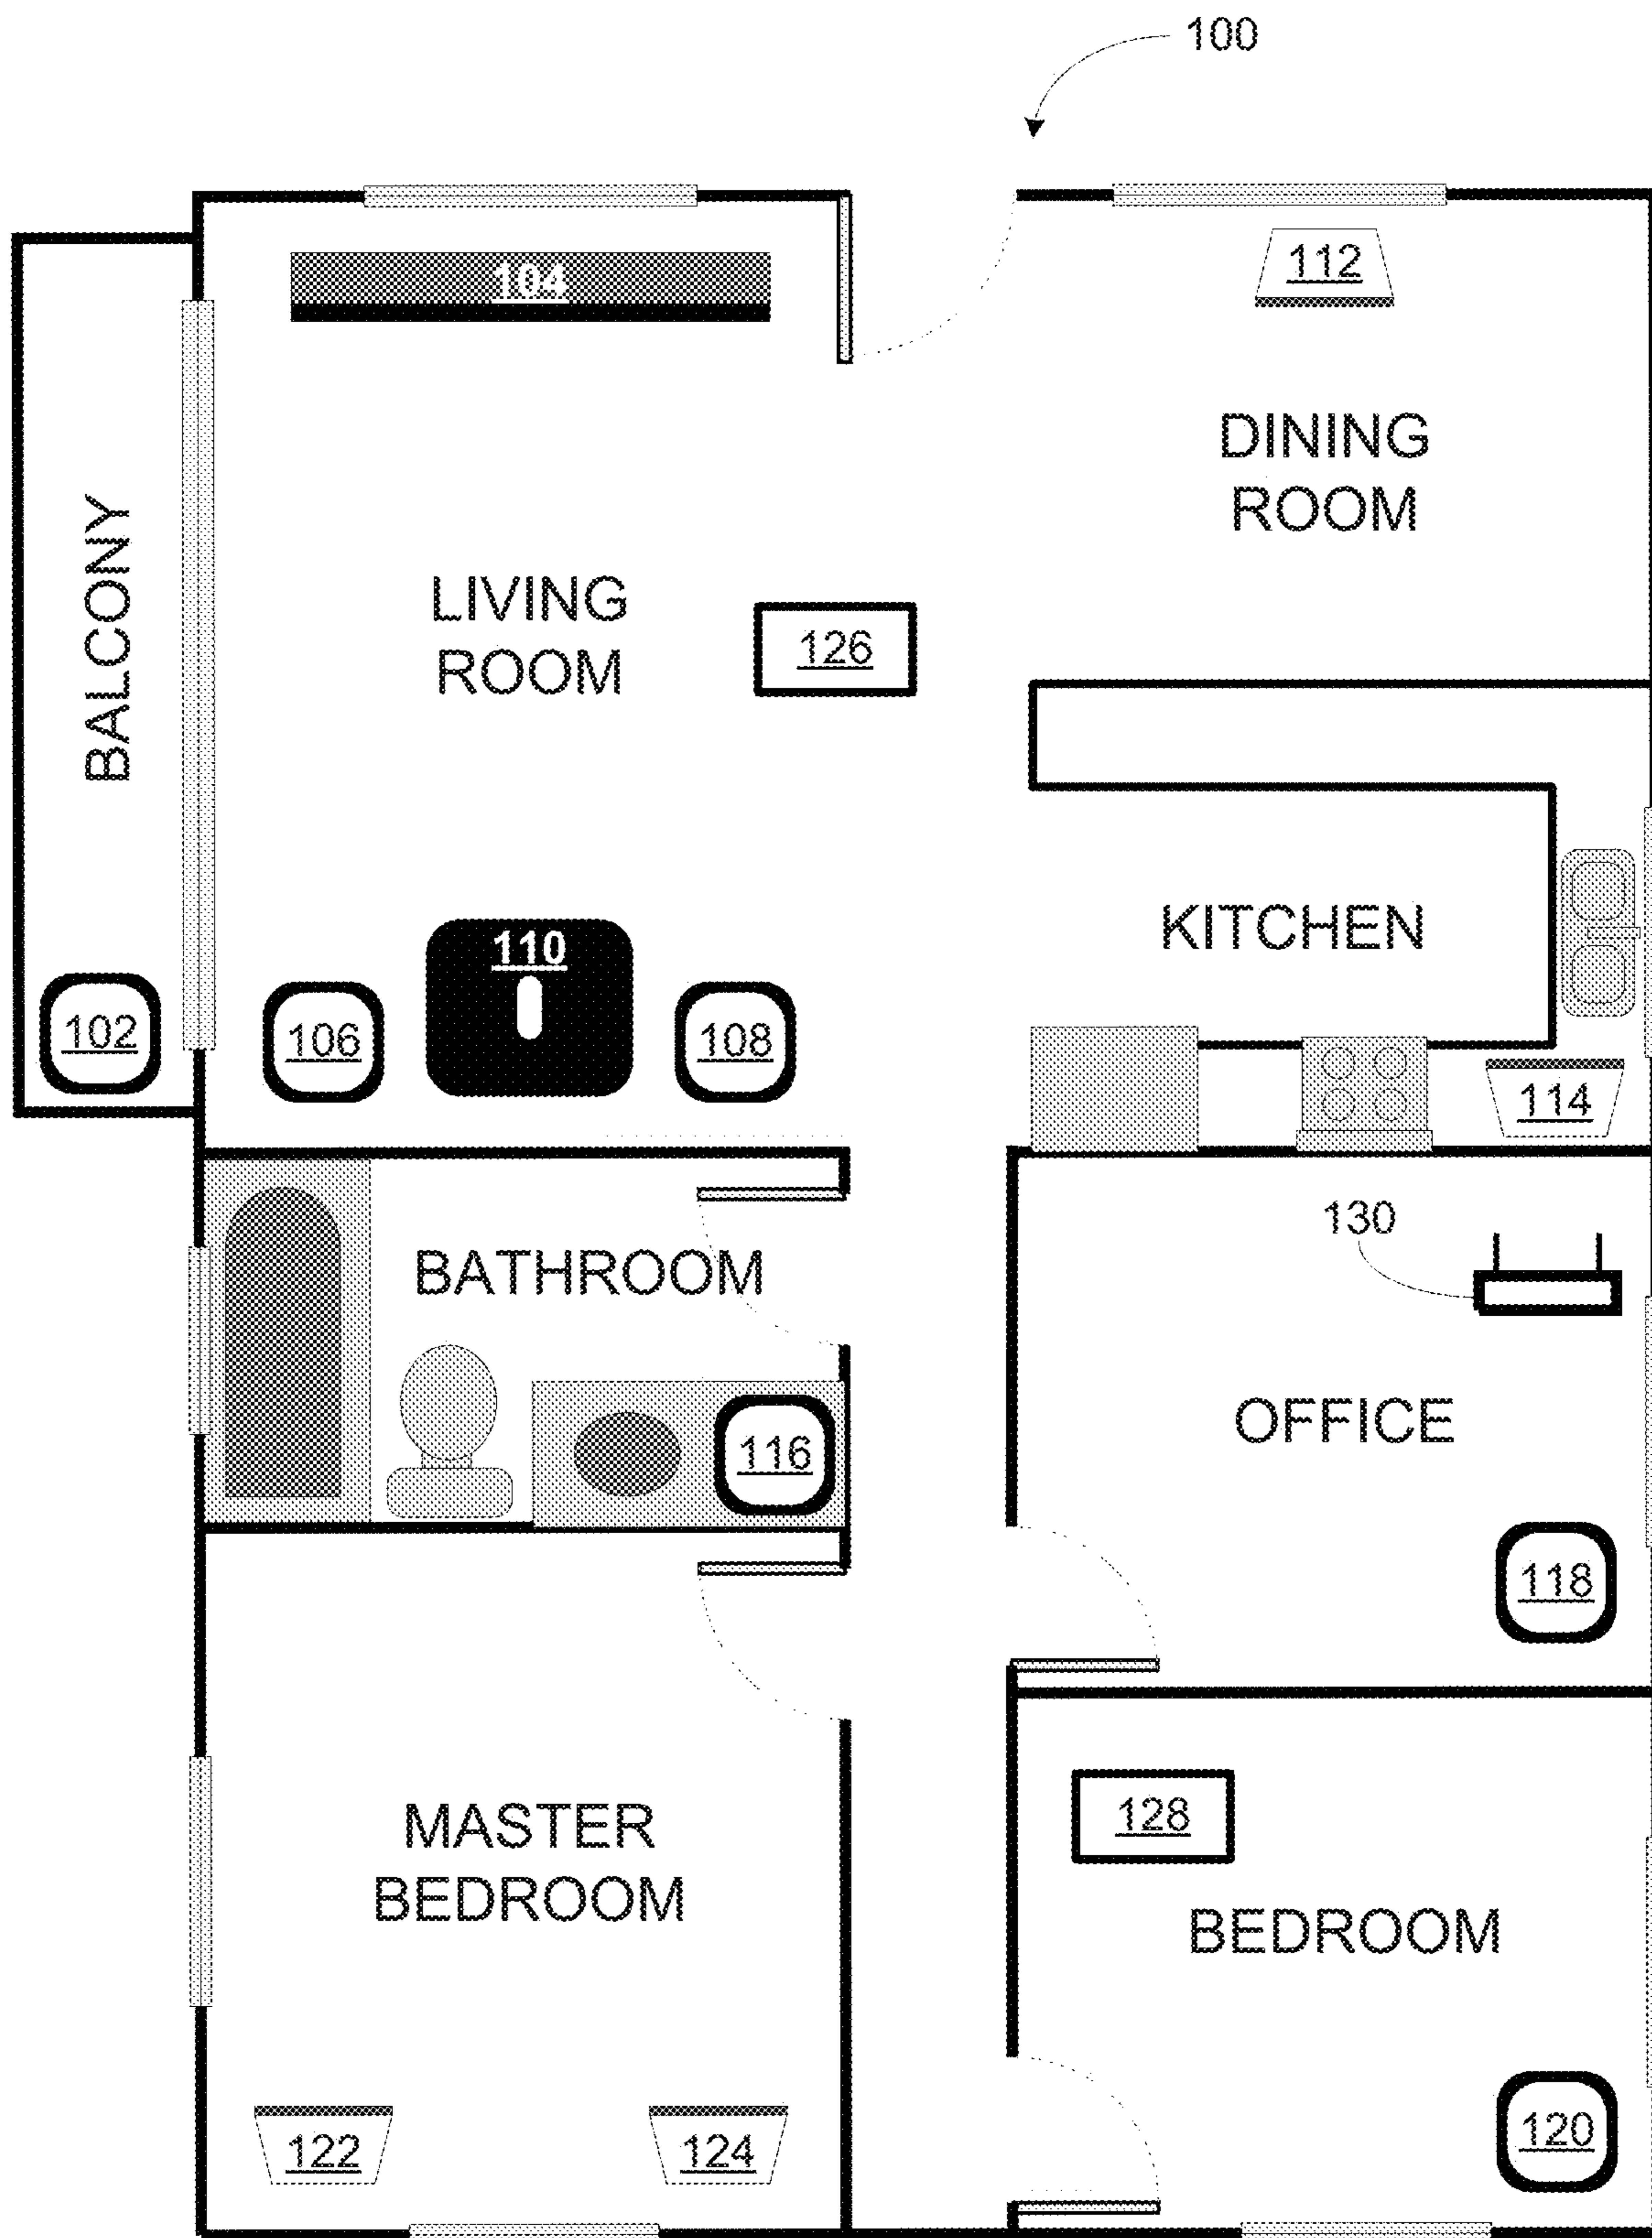 100
104
112
DINING
ROOM
BALCONY
LIVING
ROOM
126
KITCHEN
110
102
106
108
114
130
BATHROOM
OFFICE
116
118
MASTER
BEDROOM
128
BEDROOM
122
124
120